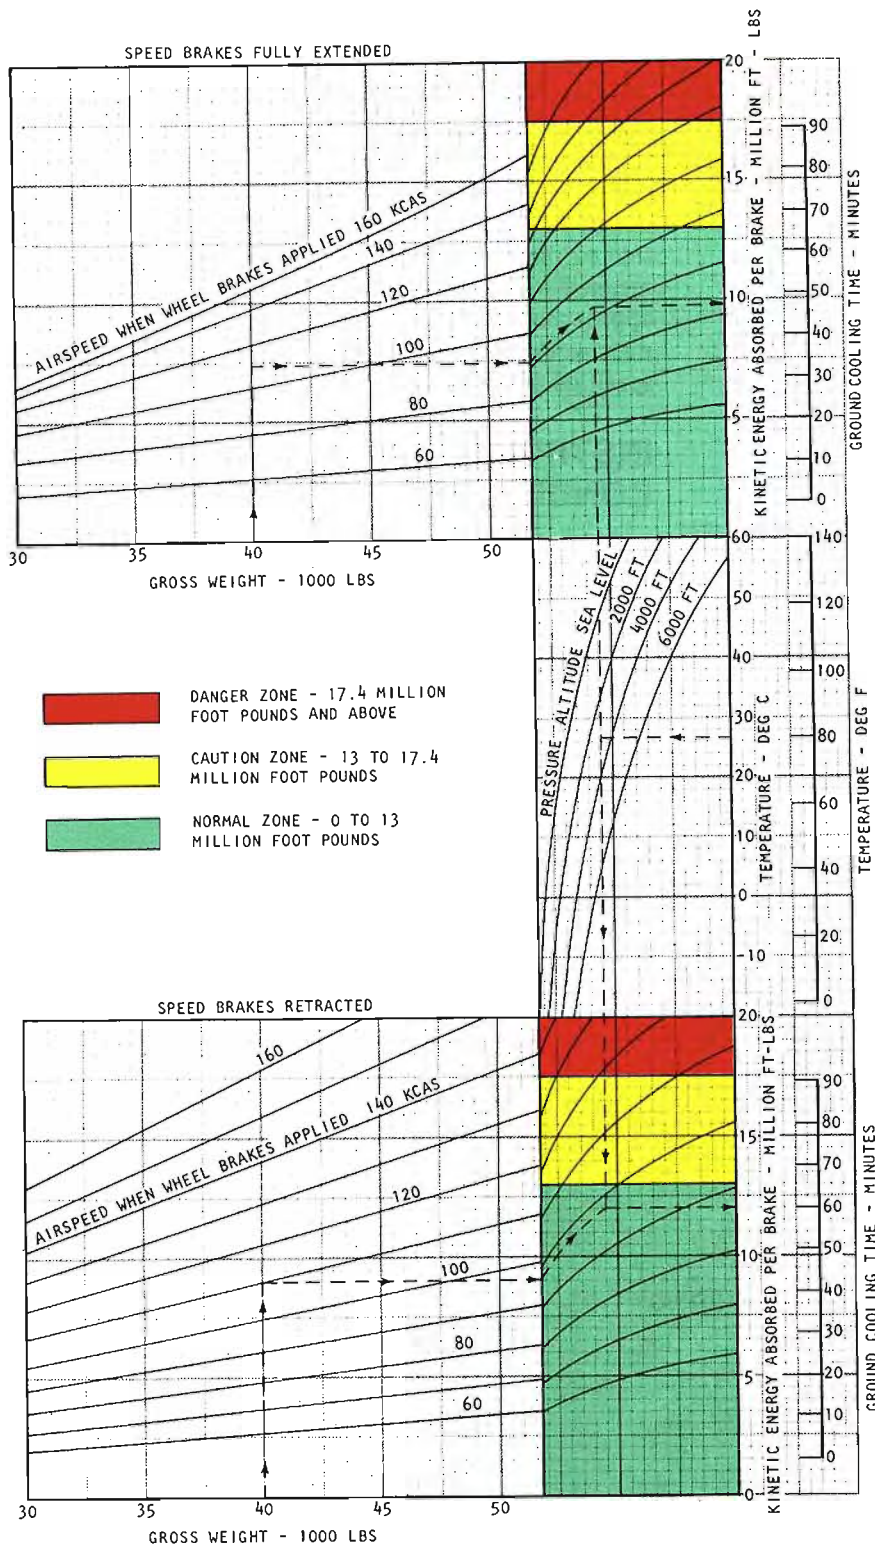 SPEED BRAKES FULLY EXTENDED
AIRSPEED WHEN WHEEL BRAKES APPLIED 160 KCAS
140
120
100
80
60
30
40
45
50
GROSS WEIGHT - 1000 LBS
20
15
10
5
KINETIC ENERGY ABSORBED PER BRAKE - MILLION FT - LBS
90
80
70
60
50
40
30
20
10
0
GROUND COOLING TIME - MINUTES
PRESSURE ALTITUDE SEA LEVEL
2000 FT
4000 FT
6000 FT
60
50
40
30
20
10
0
-10
20
TEMPERATURE - DEG C
140
120
100
80
60
40
20
0
TEMPERATURE - DEG F
DANGER ZONE - 17.4 MILLION
FOOT POUNDS AND ABOVE
CAUTION ZONE - 13 TO 17.4
MILLION FOOT POUNDS
NORMAL ZONE - 0 TO 13
MILLION FOOT POUNDS
SPEED BRAKES RETRACTED
160
AIRSPEED WHEN WHEEL BRAKES APPLIED 140 KCAS
120
100
80
60
30
35
40
45
50
GROSS WEIGHT - 1000 LBS
15
10
5
0
KINETIC ENERGY ABSORBED PER BRAKE - MILLION FT-LBS
90
80
70
60
50
40
30
20
10
0
GROUND COOLING TIME - MINUTES